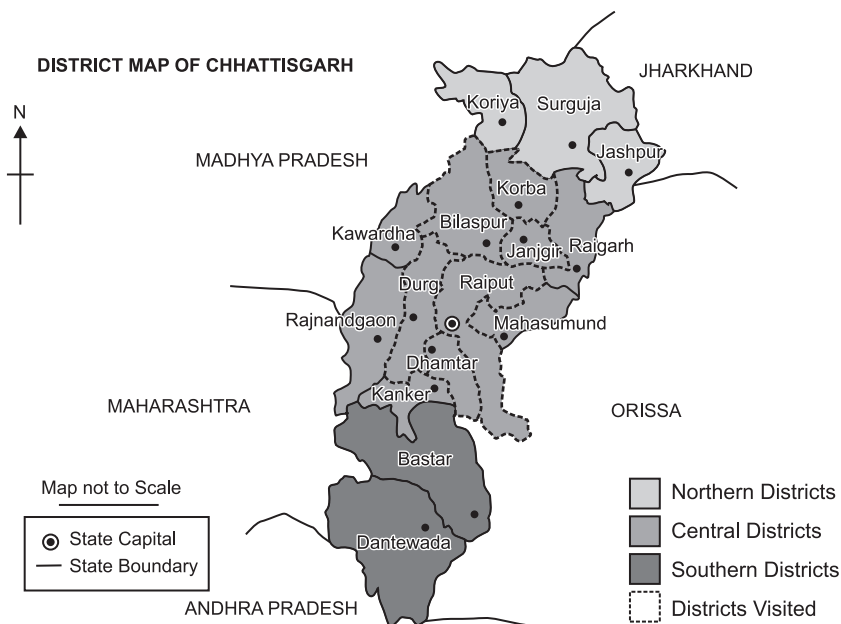 DISTRICT MAP OF CHHATTISGARH
JHARKHAND
N
Koriya
Surguja
MADHYA PRADESH
Jashpur
Korba
Bilaspur
Kawardha
Janjgir
Raigarh
Durg
Raiput
Rajnandgaon
Mahasumund
Dhamtar
Kanker
MAHARASHTRA
ORISSA
Bastar
Map not to Scale
State Capital
State Boundary
Dantewada
ANDHRA PRADESH
Northern Districts
Central Districts
Southern Districts
Districts Visited